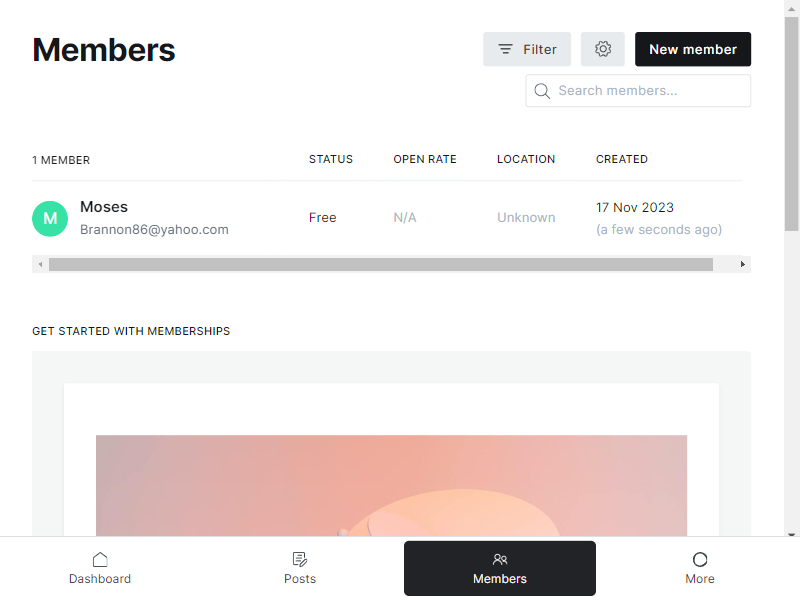 Members
Filter
New member
Search members...
1 MEMBER STATUS OPEN RATE LOCATION CREATED
M
Moses
Brannon86@yahoo.com
Free
N/A
Unknown
17 Nov 2023
(a few seconds ago)
GET STARTED WITH MEMBERSHIPS
Dashboard
Posts
Members
More